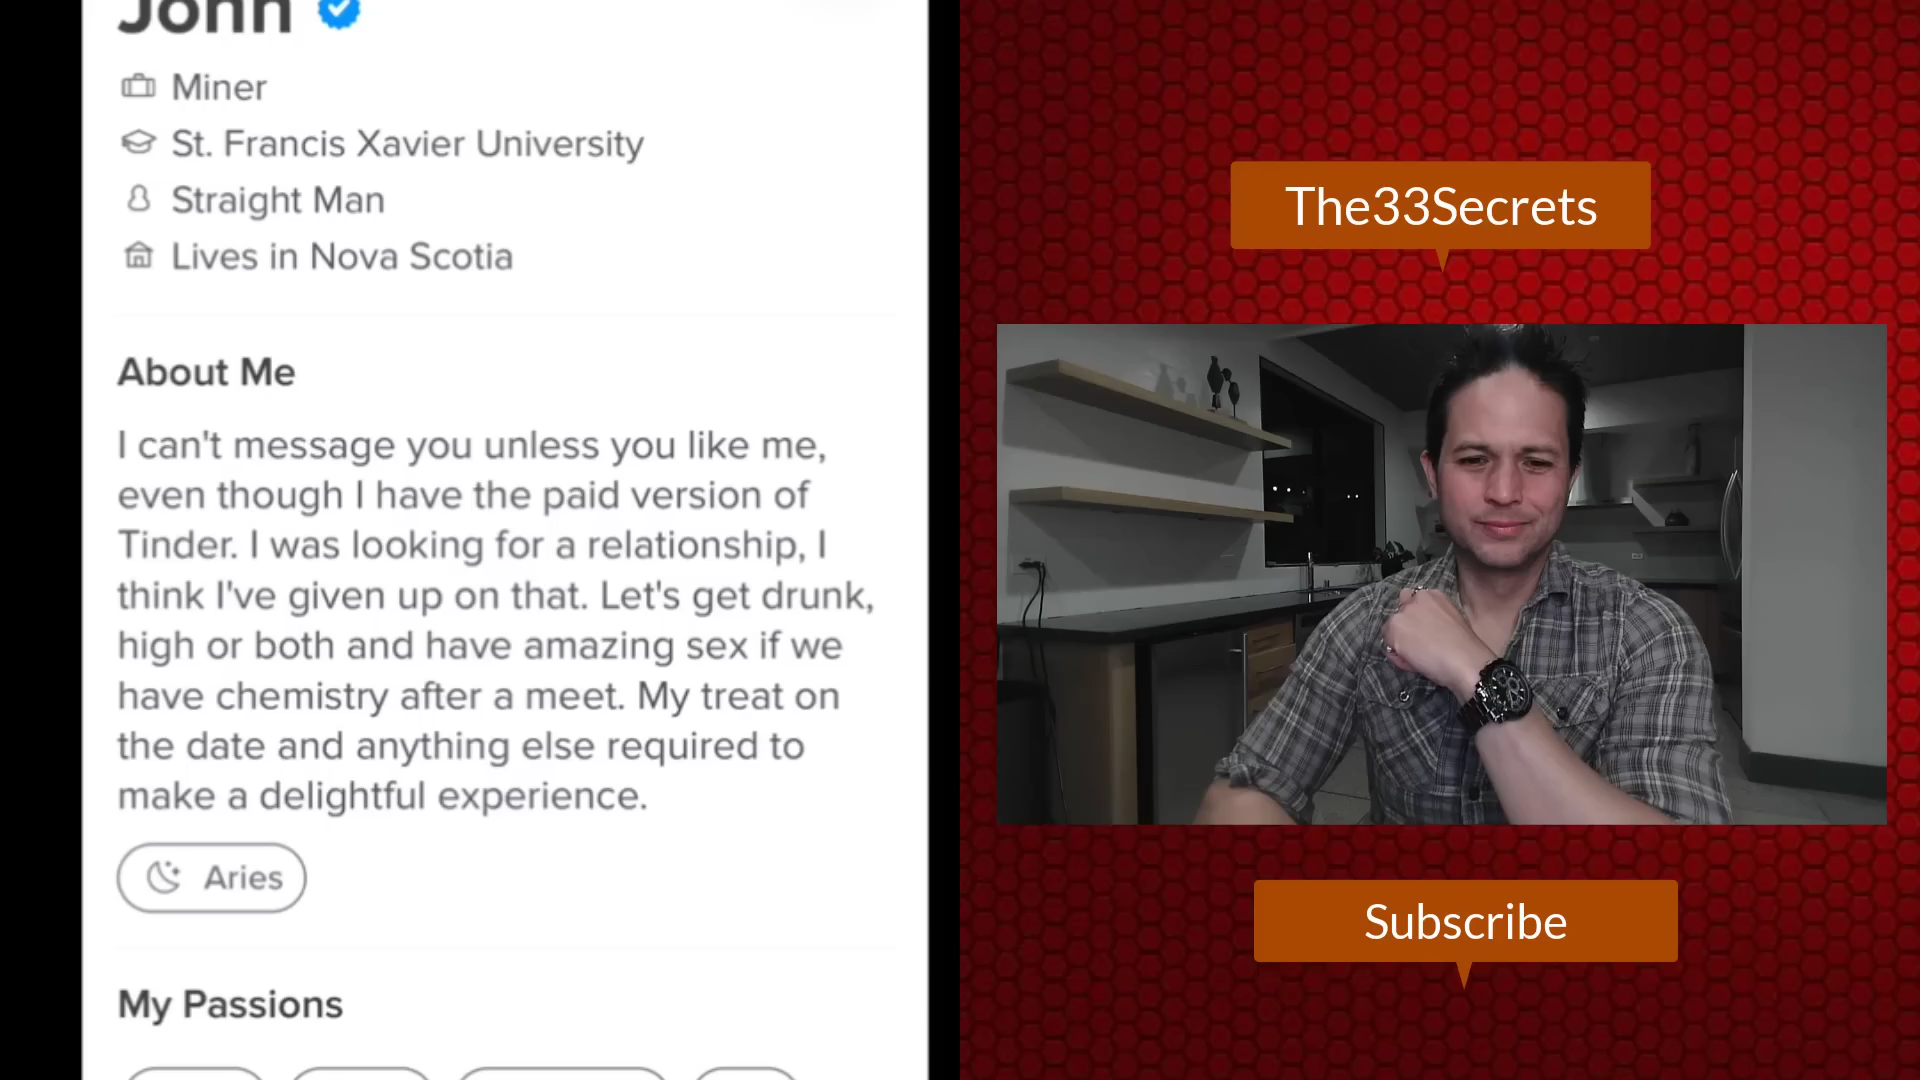 John
Miner
St. Francis Xavier University
Straight Man
Lives in Nova Scotia
About Me
I can't message you unless you like me,
even though I have the paid version of
Tinder. I was looking for a relationship, I
think I've given up on that. Let's get drunk,
high or both and have amazing sex if we
have chemistry after a meet. My treat on
the date and anything else required to
make a delightful experience.
Aries
My Passions
The33Secrets
Subscribe